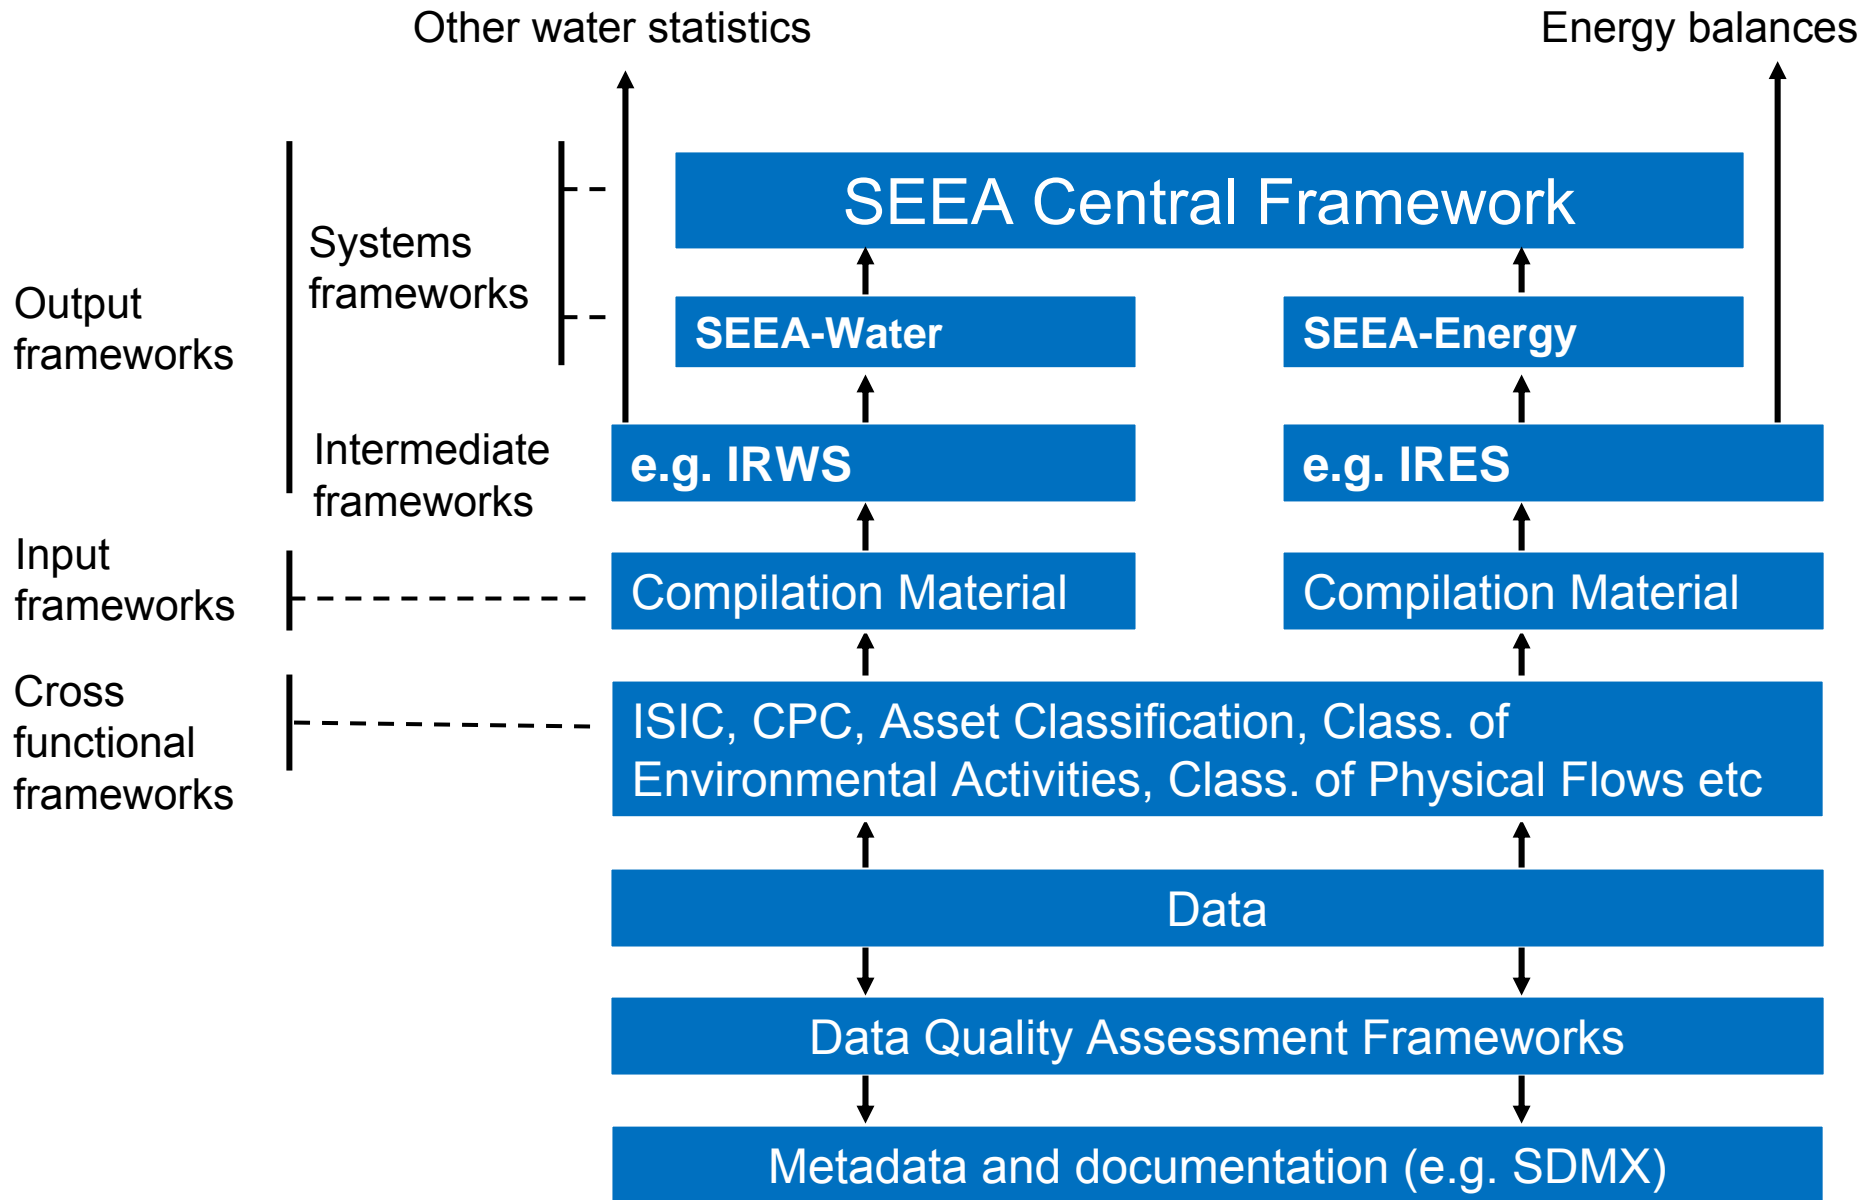 Other water statistics
Energy balances
SEEA Central Framework
Systems
frameworks
Output
frameworks
SEEA-Water
SEEA-Energy
Intermediate
frameworks
e.g. IRWS
e.g. IRES
Input
frameworks
Compilation Material
Compilation Material
Cross
functional
frameworks
ISIC, CPC, Asset Classification, Class. of
Environmental Activities, Class. of Physical Flows etc
Data
Data Quality Assessment Frameworks
Metadata and documentation (e.g. SDMX)